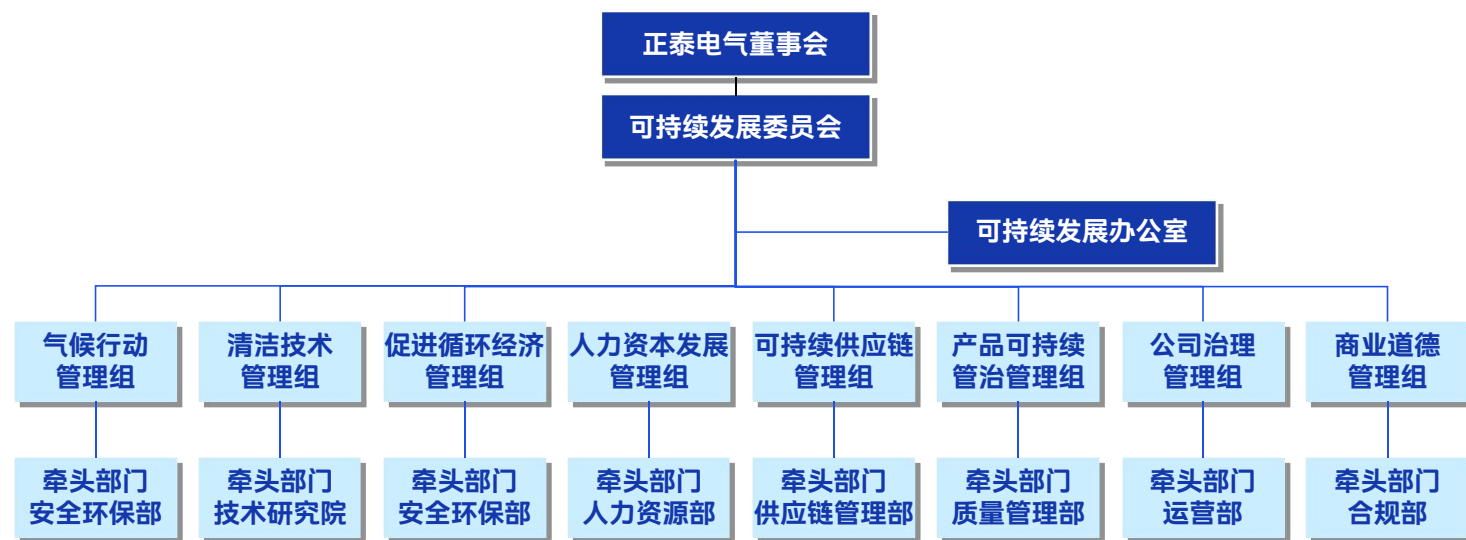 正泰电气董事会
可持续发展委员会
可持续发展办公室
气候行动
管理组
清洁技术
管理组
促进循环经济
管理组
人力资本发展
管理组
可持续供应链
管理组
产品可持续
管治管理组
公司治理
管理组
商业道德
管理组
牵头部门
安全环保部
牵头部门
技术研究院
牵头部门
安全环保部
牵头部门
人力资源部
牵头部门
供应链管理部
牵头部门
质量管理部
牵头部门
运营部
牵头部门
合规部